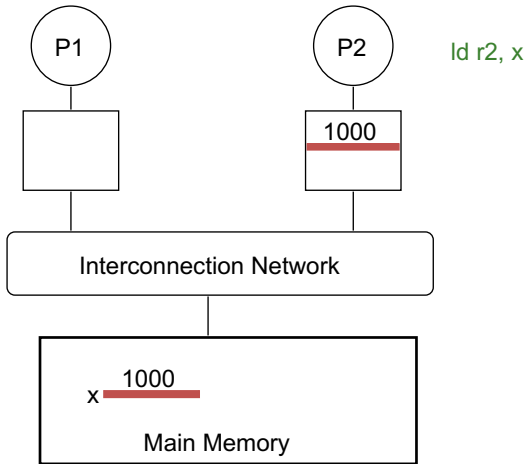 P1
P2
ld r2, x
1000
Interconnection Network
1000
x
Main Memory